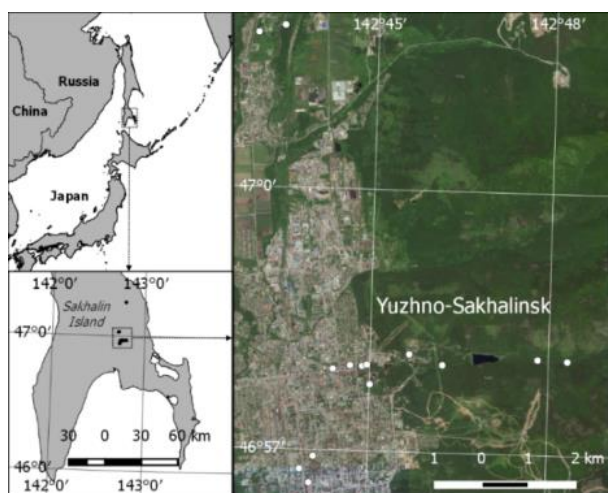 Russia
China
Japan
142°0′ 143°0′
Sakhalin
Island
47°0′
30 0 30 60 km
46°0′
142°0′ 143°0′
142°45′ 142°48′
47°0′
Yuzhno-Sakhalinsk
46°57′
1 0 1 2 km